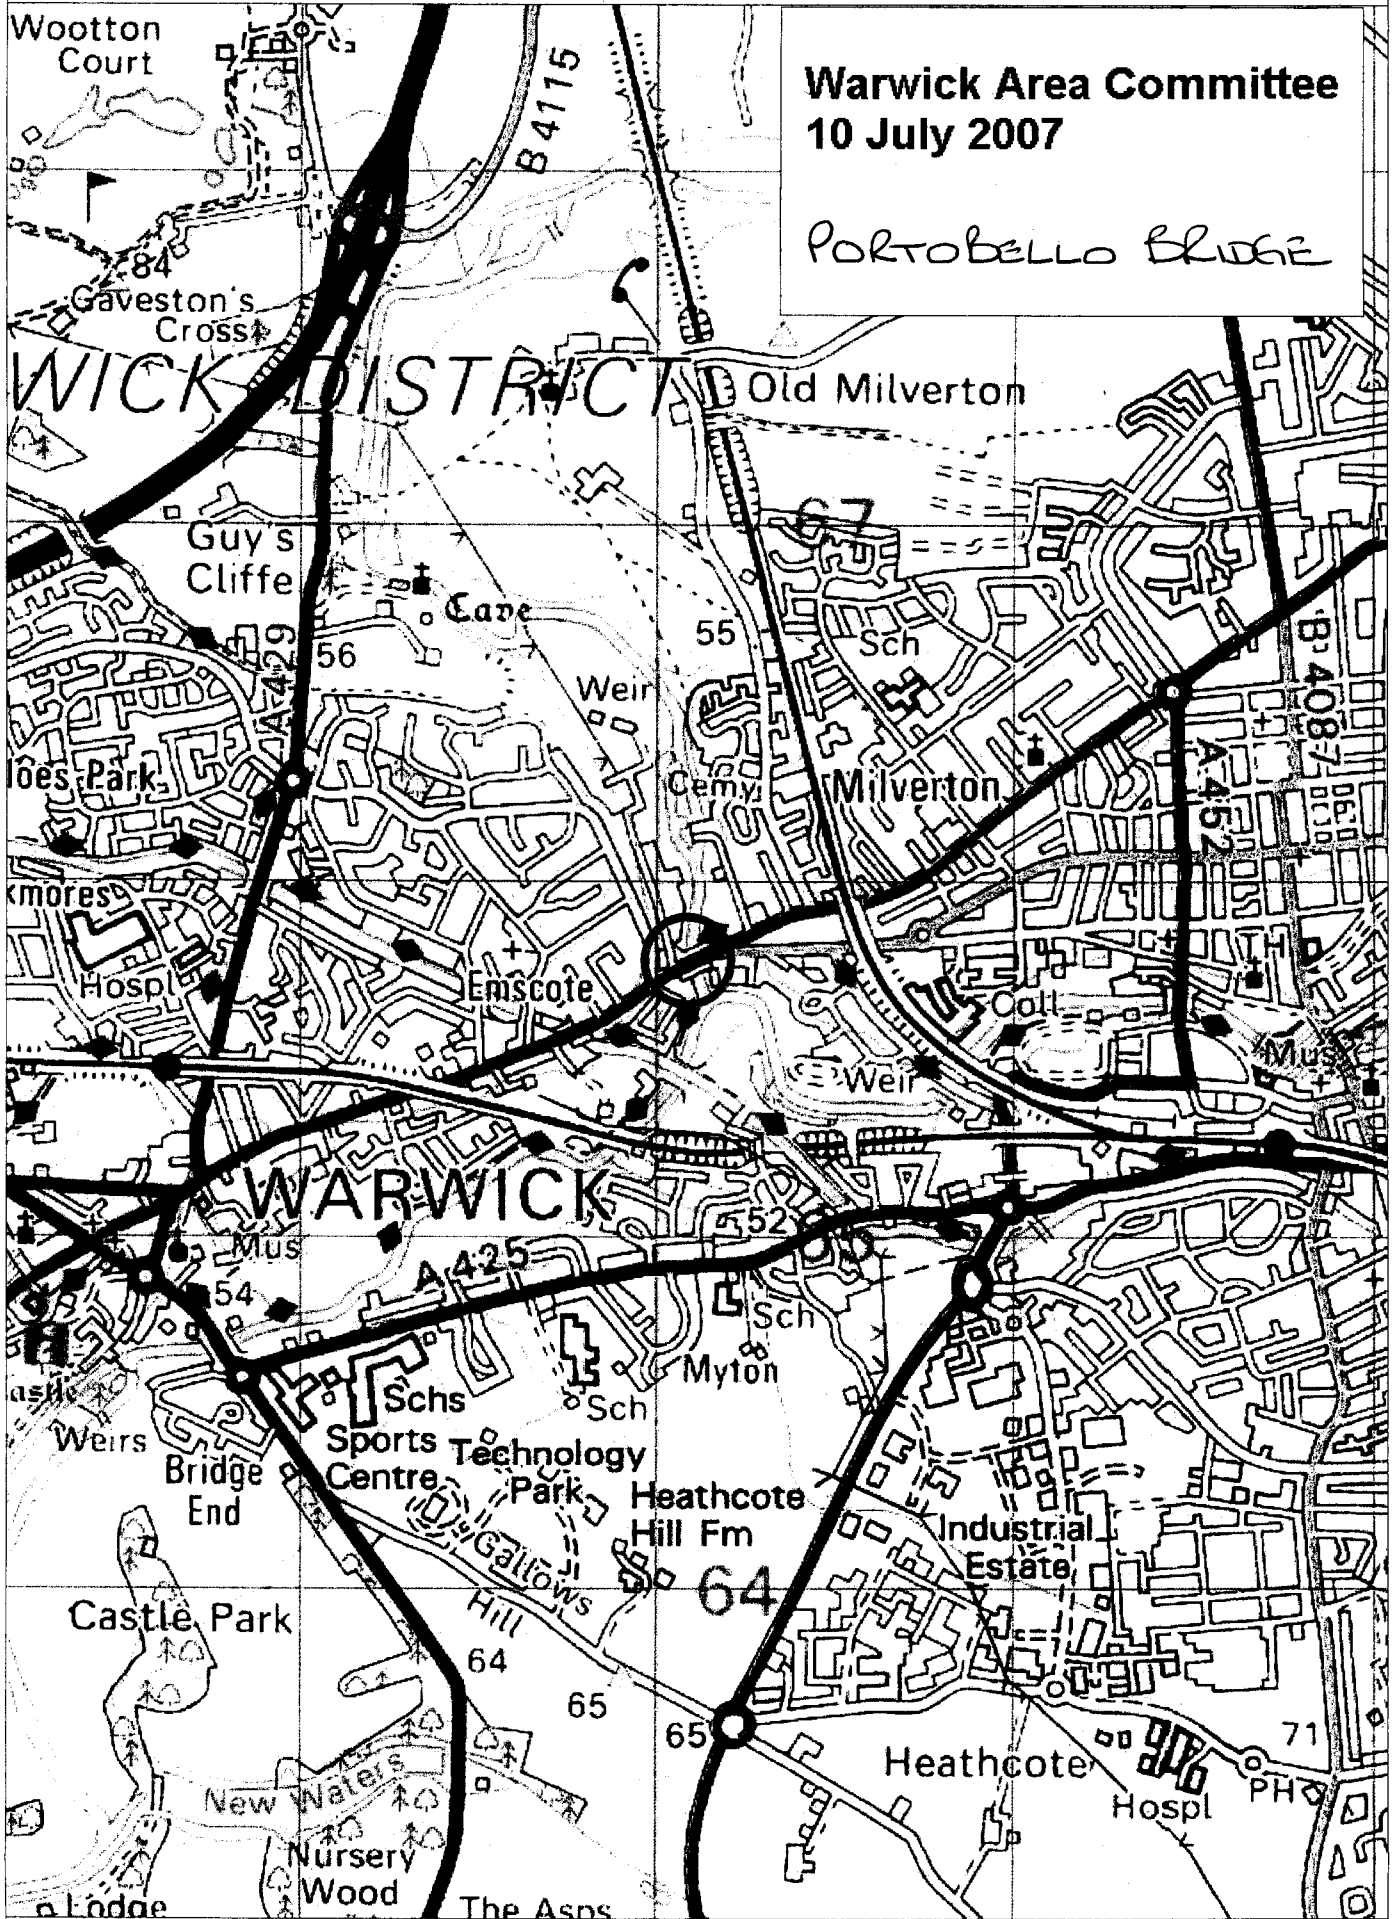 Wootton
Court
B 4115
Warwick Area Committee
10 July 2007
PORTOBELLO BRIDGE
84
Gaveston's
Cross
WICK DISTRICT
Old Milverton
67
Guy's
Cliffe
Cave
A 429
56
55
Sch
Weir
B 4087
loes Park
Cemy
Milverton
A 452
kmores
Hospl
Emscote
TH
Coll
Mus
Weir
WARWICK
52
Mus
54
A 425
Sch
astle
Schs
Sch
Myton
Weirs
Bridge
End
Sports
Centre
Technology
Park
Heathcote
Hill Fm
Industrial
Estate
Gallows
Hill
64
Castle Park
64
65
65
71
Heathcote
Hospl
PH
New Waters
Nursery
Wood
Lodge
The Asps